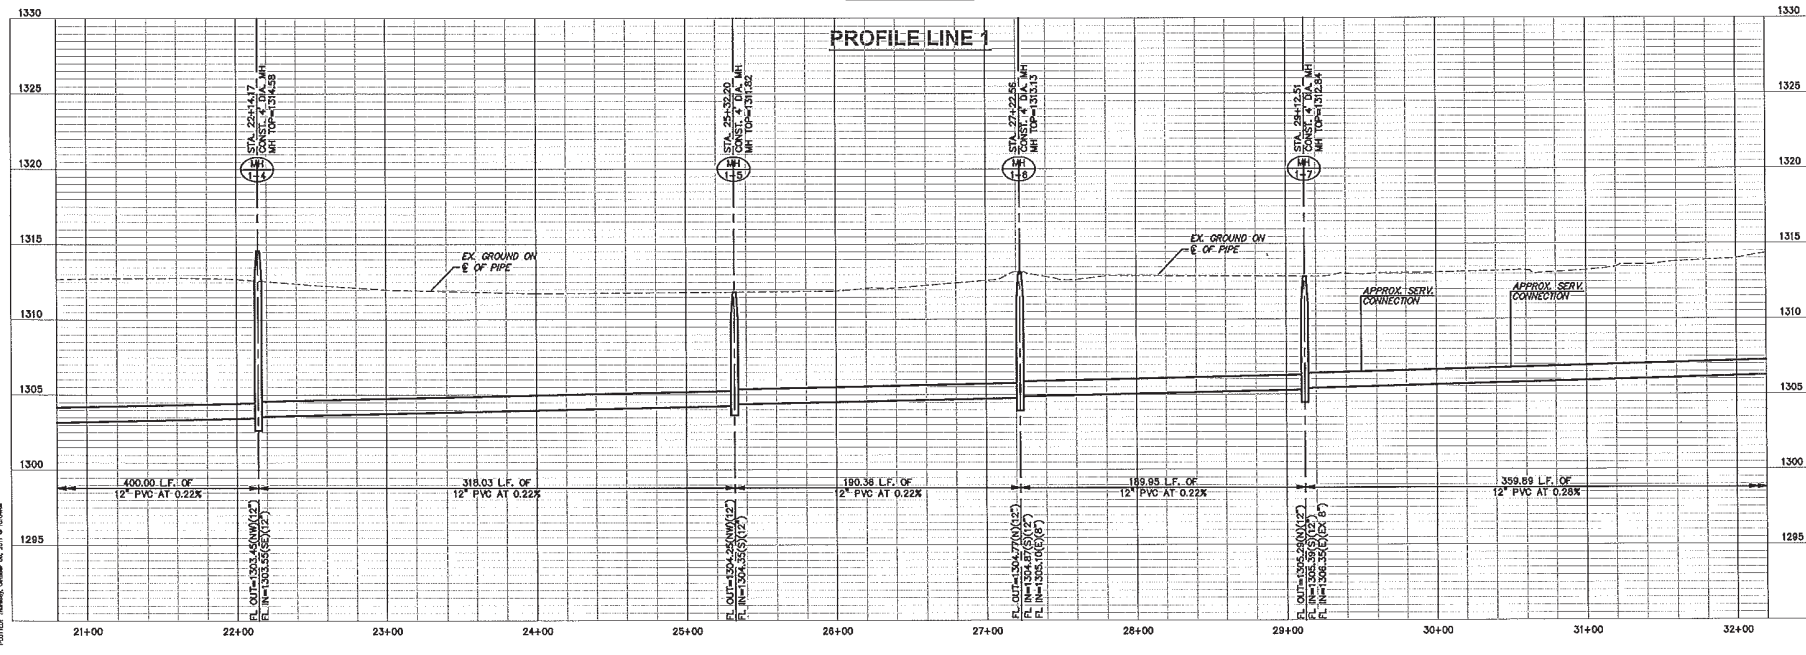 PROFILE LINE 1
1330
1325
1320
1315
1310
1305
1300
1295
1330
1325
1320
1315
1310
1305
1300
1295
STA. 22+14.17
CONST. 4' DIA. MH
MH TOP=1314.58
MH
1-4
STA. 25+32.20
CONST. 4' DIA. MH
MH TOP=1311.82
MH
1-5
STA. 27+22.56
CONST. 4' DIA. MH
MH TOP=1313.13
MH
1-6
STA. 29+12.51
CONST. 4' DIA. MH
MH TOP=1312.84
MH
1-7
EX. GROUND ON
℄ OF PIPE
EX. GROUND ON
℄ OF PIPE
APPROX. SERV.
CONNECTION
APPROX. SERV.
CONNECTION
400.00 L.F. OF
12" PVC AT 0.22%
318.03 L.F. OF
12" PVC AT 0.22%
190.36 L.F. OF
12" PVC AT 0.22%
189.95 L.F. OF
12" PVC AT 0.22%
359.89 L.F. OF
12" PVC AT 0.28%
FL OUT=1303.45(NW)(12")
FL IN=1303.55(SE)(12")
FL OUT=1304.25(NW)(12")
FL IN=1304.35(S)(12")
FL OUT=1304.77(N)(12")
FL IN=1304.87(S)(12")
FL IN=1305.10(E)(8")
FL OUT=1305.29(N)(12")
FL IN=1305.39(S)(12")
FL IN=1306.35(E)(EX. 8")
21+00
22+00
23+00
24+00
25+00
26+00
27+00
28+00
29+00
30+00
31+00
32+00